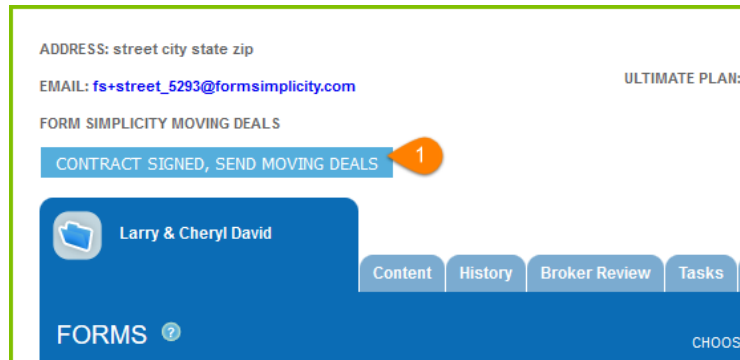 ADDRESS: street city state zip
EMAIL: fs+street_5293@formsimplicity.com
ULTIMATE PLAN:
FORM SIMPLICITY MOVING DEALS
CONTRACT SIGNED, SEND MOVING DEALS
1
Larry & Cheryl David
Content History Broker Review Tasks
FORMS ?
CHOOS